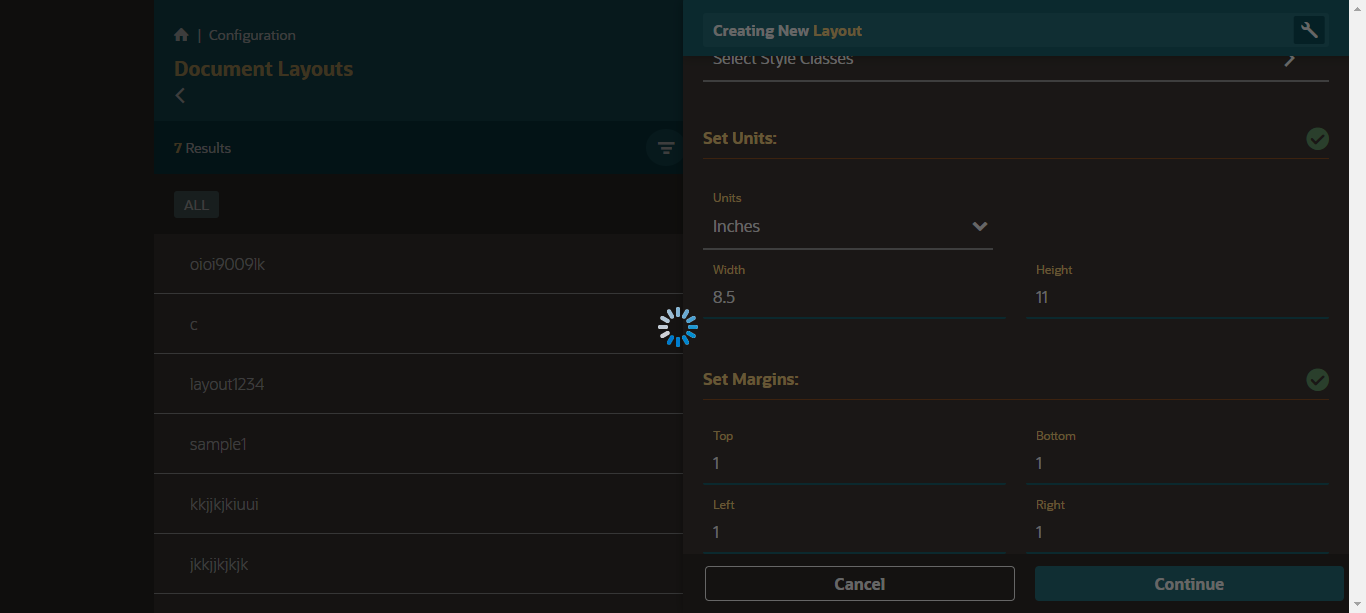 | Configuration
Document Layouts
7 Results
ALL
oioi9009lk
c
layout1234
sample1
kkjjkjkiuui
jkkjjkjkjk
Creating New Layout
Select Style Classes
Set Units:
Units
Inches
Width
Height
8.5
11
Set Margins:
Top
Bottom
1
1
Left
Right
1
1
Cancel
Continue